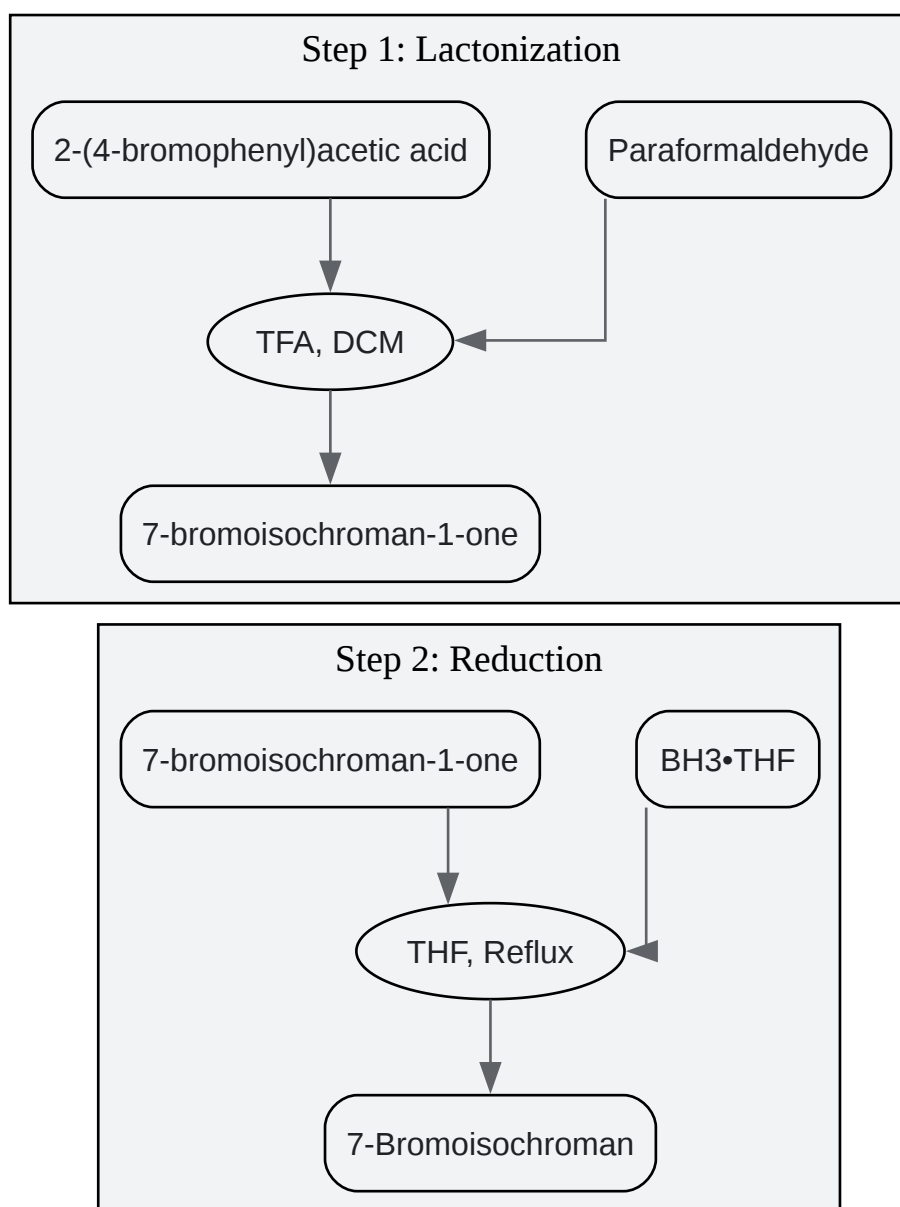 Step 1: Lactonization
2-(4-bromophenyl)acetic acid
Paraformaldehyde
TFA, DCM
7-bromoisochroman-1-one
Step 2: Reduction
7-bromoisochroman-1-one
BH3•THF
THF, Reflux
7-Bromoisochroman